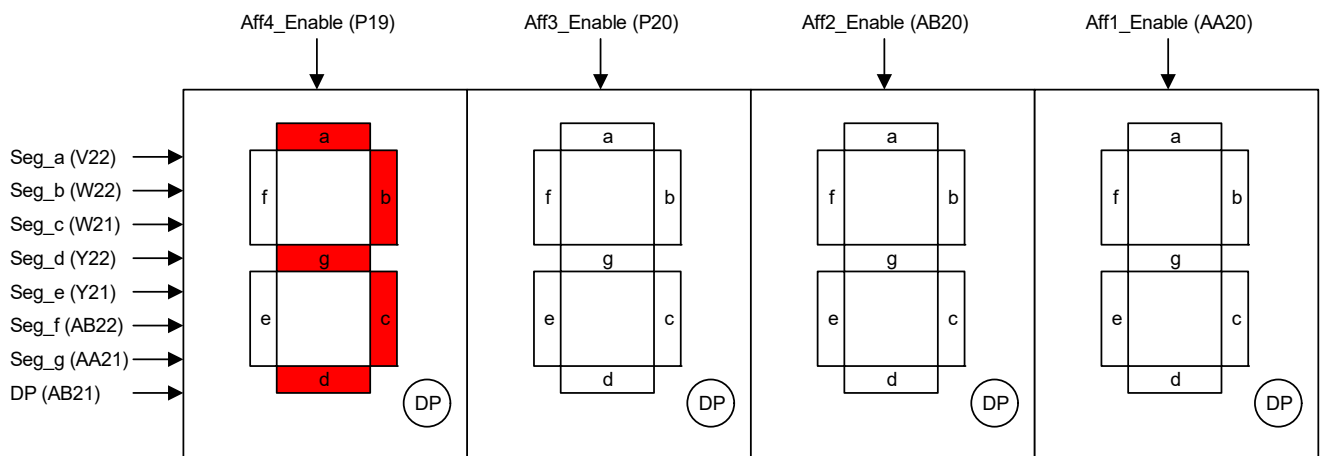 Aff4_Enable (P19) Aff3_Enable (P20) Aff2_Enable (AB20) Aff1_Enable (AA20)
Seg_a (V22)
Seg_b (W22)
Seg_c (W21)
Seg_d (Y22)
Seg_e (Y21)
Seg_f (AB22)
Seg_g (AA21)
DP (AB21)
a a a a
f b f b f b f b
g g g g
e c e c e c e c
d d d d
DP DP DP DP